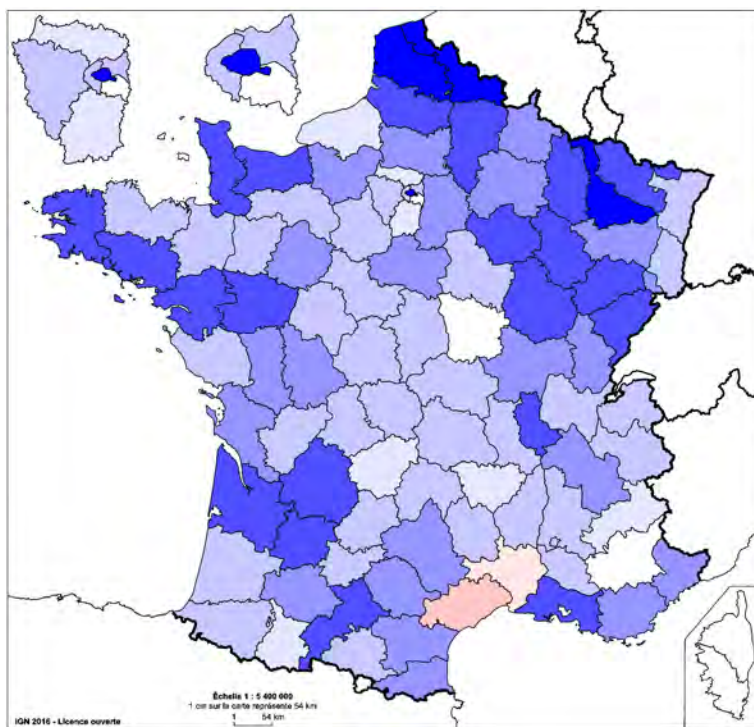 Échelle 1 : 5 400 000
1 cm sur la carte représente 54 km
1 54 km
IGN 2016 - Licence ouverte